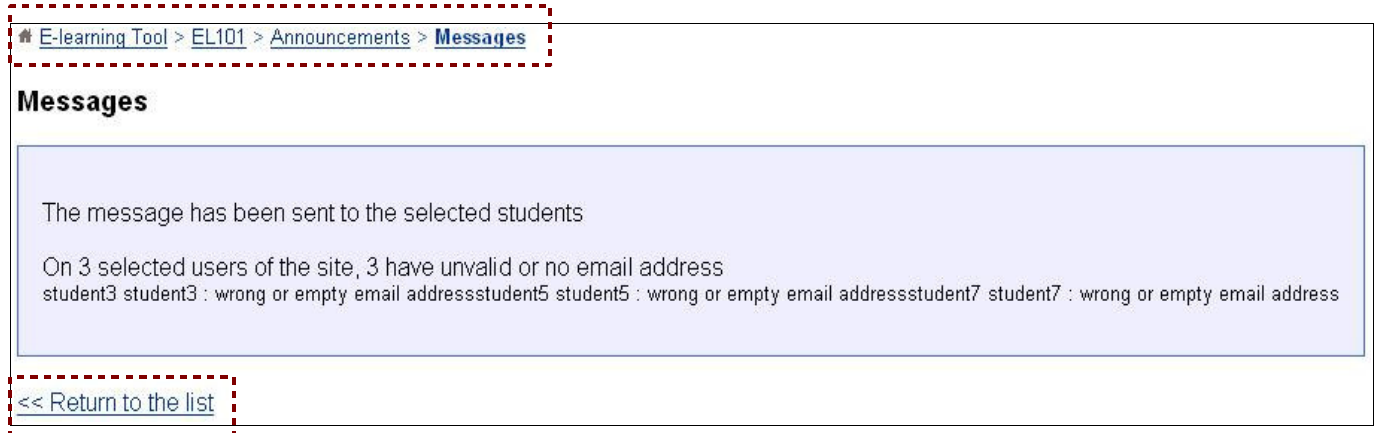 E-learning Tool > EL101 > Announcements > Messages
Messages
The message has been sent to the selected students
On 3 selected users of the site, 3 have unvalid or no email address
student3 student3 : wrong or empty email addressstudent5 student5 : wrong or empty email addressstudent7 student7 : wrong or empty email address
<< Return to the list